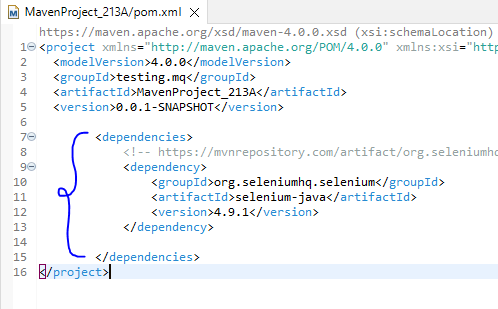 MavenProject_213A/pom.xml
https://maven.apache.org/xsd/maven-4.0.0.xsd (xsi:schemaLocation)
1 <project xmlns="http://maven.apache.org/POM/4.0.0" xmlns:xsi="htt
2 <modelVersion>4.0.0</modelVersion>
3 <groupId>testing.mq</groupId>
4 <artifactId>MavenProject_213A</artifactId>
5 <version>0.0.1-SNAPSHOT</version>
6
7 <dependencies>
8 <!-- https://mvnrepository.com/artifact/org.seleniumh
9 <dependency>
10 <groupId>org.seleniumhq.selenium</groupId>
11 <artifactId>selenium-java</artifactId>
12 <version>4.9.1</version>
13 </dependency>
14
15 </dependencies>
16 </project>